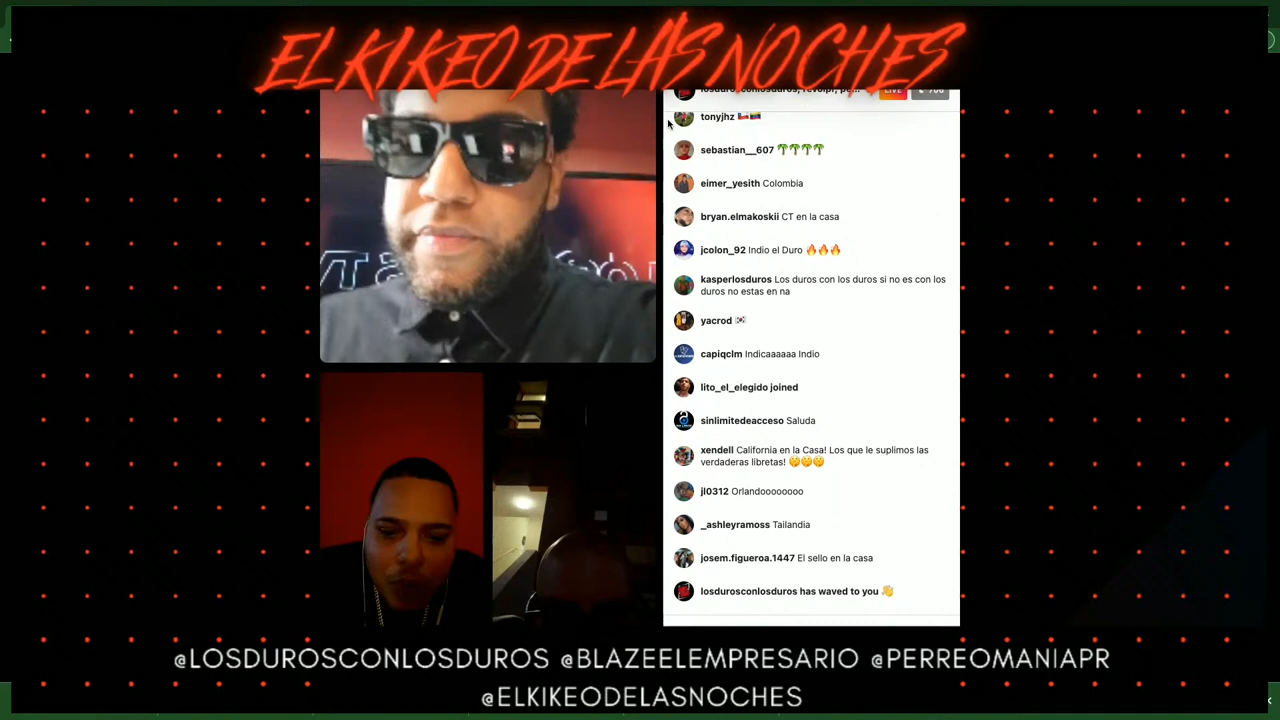 EL KIKEO DE LAS NOCHES
LIVE
tonyjhz 🇨🇱🇻🇪
sebastian__607 🌴🌴🌴🌴
eimer_yesith Colombia
bryan.elmakoskii CT en la casa
jcolon_92 Indio el Duro 🔥🔥🔥
kasperlosduros Los duros con los duros si no es con los
duros no estas en na
yacrod 🇰🇷
capiqclm Indicaaaaaa Indio
lito_el_elegido joined
sinlimitedeacceso Saluda
xendell California en la Casa! Los que le suplimos las
verdaderas libretas! 🤭🤭🤭
jl0312 Orlandoooooooo
_ashleyramoss Tailandia
josem.figueroa.1447 El sello en la casa
losdurosconlosduros has waved to you 👋
@LOSDUROSCONLOSDUROS @BLAZEELEMPRESARIO @PERREOMANIAPR
@ELKIKEODELASNOCHES